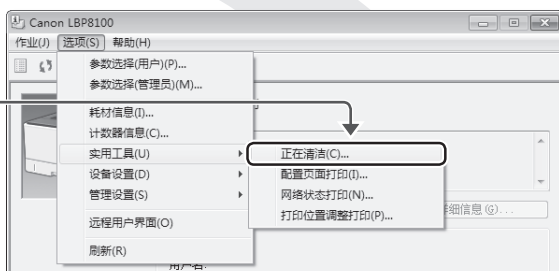 Canon LBP8100
作业(J) 选项(S) 帮助(H)
参数选择(用户)(P)...
参数选择(管理员)(M)...
耗材信息(I)...
计数器信息(C)...
实用工具(U)
正在清洁(C)...
设备设置(D)
配置页面打印(I)...
管理设置(S)
网络状态打印(N)...
打印位置调整打印(P)...
细信息(G)...
远程用户界面(O)
刷新(R)
用户名: